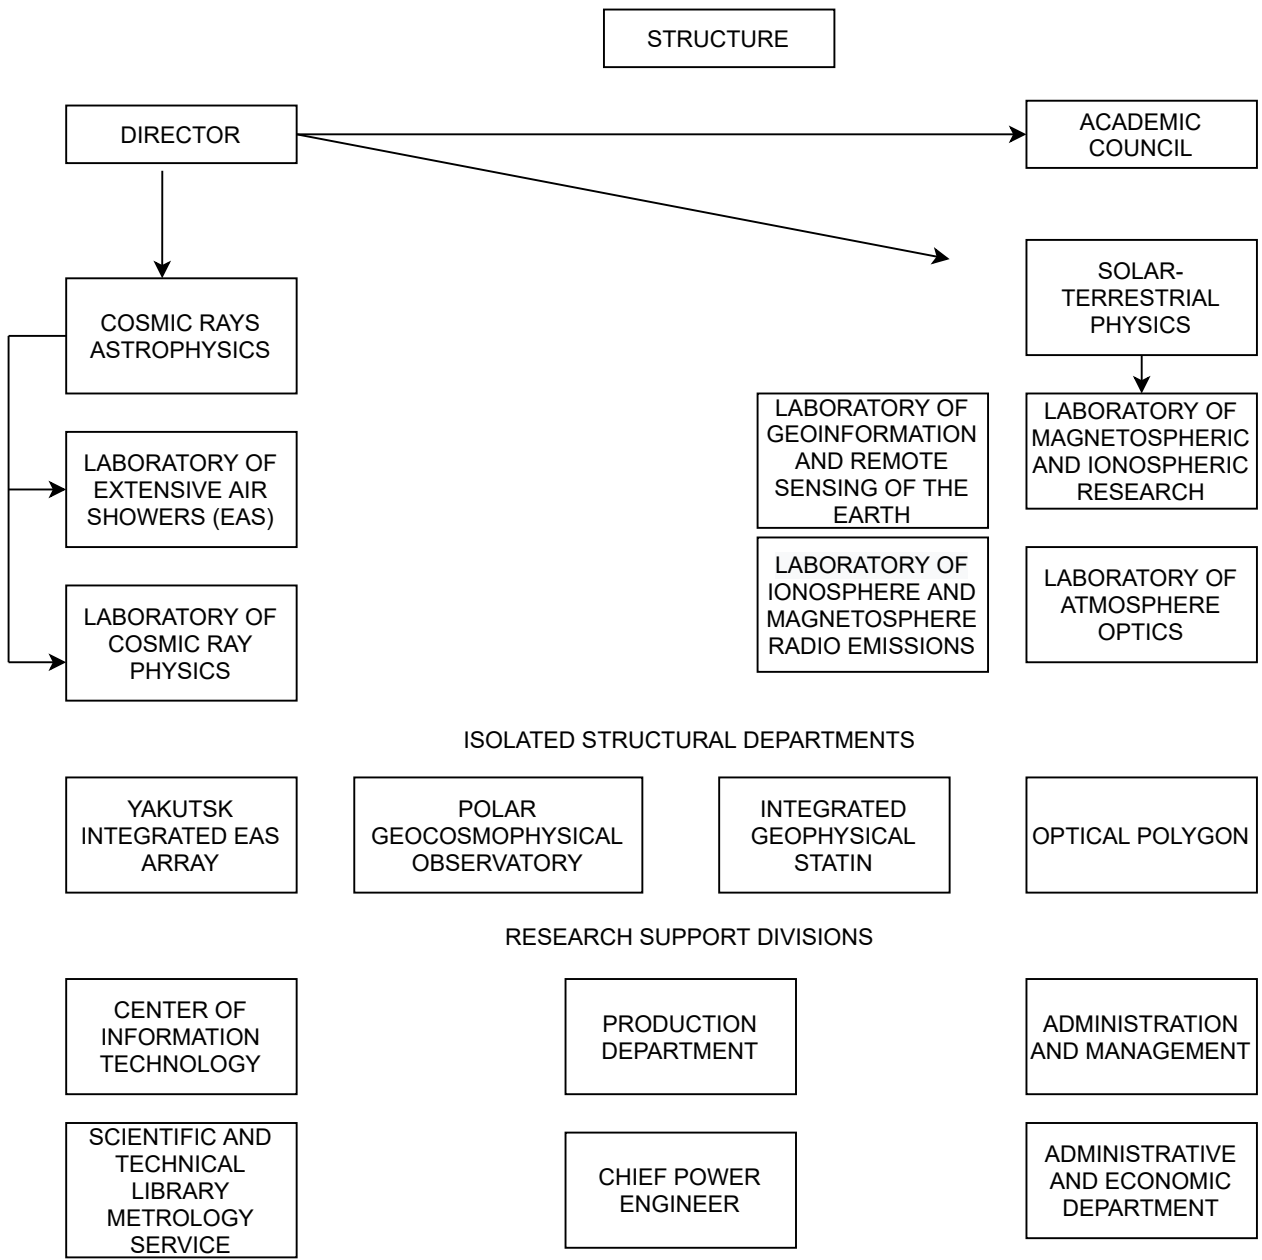 STRUCTURE
DIRECTOR
ACADEMIC
COUNCIL
COSMIC RAYS
ASTROPHYSICS
SOLAR-
TERRESTRIAL
PHYSICS
LABORATORY OF
EXTENSIVE AIR
SHOWERS (EAS)
LABORATORY OF
GEOINFORMATION
AND REMOTE
SENSING OF THE
EARTH
LABORATORY OF
MAGNETOSPHERIC
AND IONOSPHERIC
RESEARCH
LABORATORY OF
COSMIC RAY
PHYSICS
LABORATORY OF
IONOSPHERE AND
MAGNETOSPHERE
RADIO EMISSIONS
LABORATORY OF
ATMOSPHERE
OPTICS
ISOLATED STRUCTURAL DEPARTMENTS
YAKUTSK
INTEGRATED EAS
ARRAY
POLAR
GEOCOSMOPHYSICAL
OBSERVATORY
INTEGRATED
GEOPHYSICAL
STATIN
OPTICAL POLYGON
RESEARCH SUPPORT DIVISIONS
CENTER OF
INFORMATION
TECHNOLOGY
PRODUCTION
DEPARTMENT
ADMINISTRATION
AND MANAGEMENT
SCIENTIFIC AND
TECHNICAL
LIBRARY
METROLOGY
SERVICE
CHIEF POWER
ENGINEER
ADMINISTRATIVE
AND ECONOMIC
DEPARTMENT